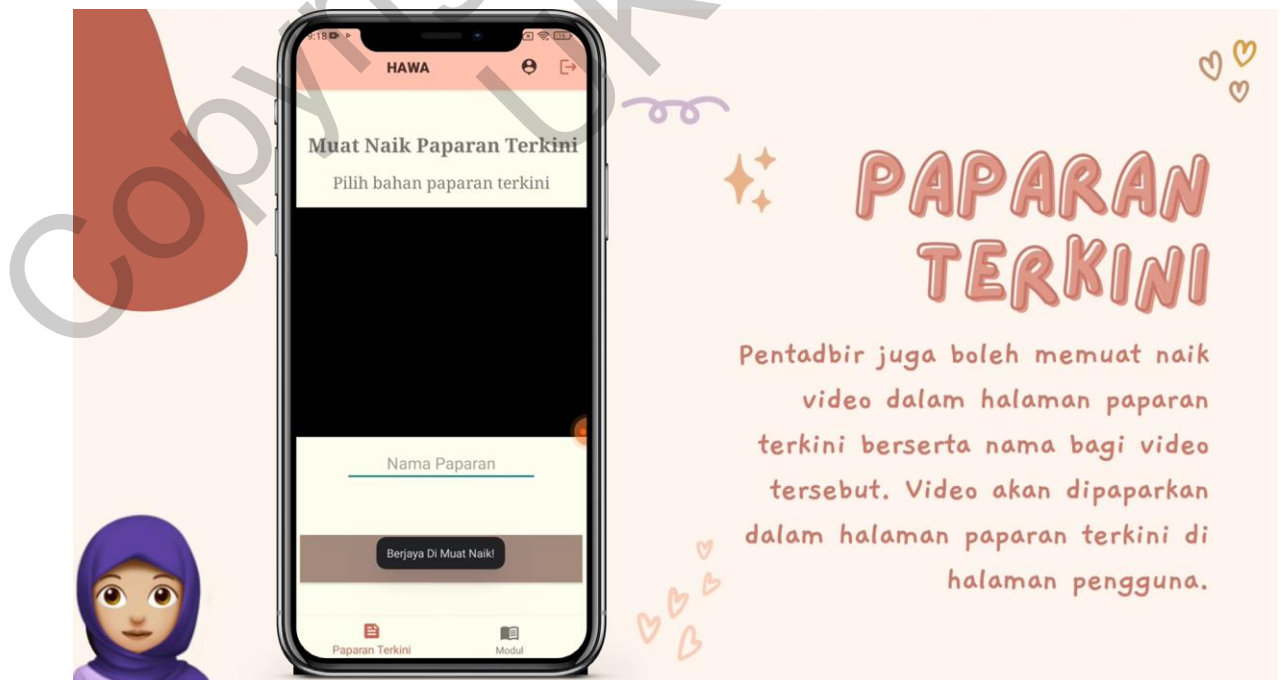 9:18
HAWA
Muat Naik Paparan Terkini
Pilih bahan paparan terkini
Nama Paparan
Berjaya Di Muat Naik!
Paparan Terkini
Modul
PAPARAN
TERKINI
Pentadbir juga boleh memuat naik
video dalam halaman paparan
terkini berserta nama bagi video
tersebut. Video akan dipaparkan
dalam halaman paparan terkini di
halaman pengguna.